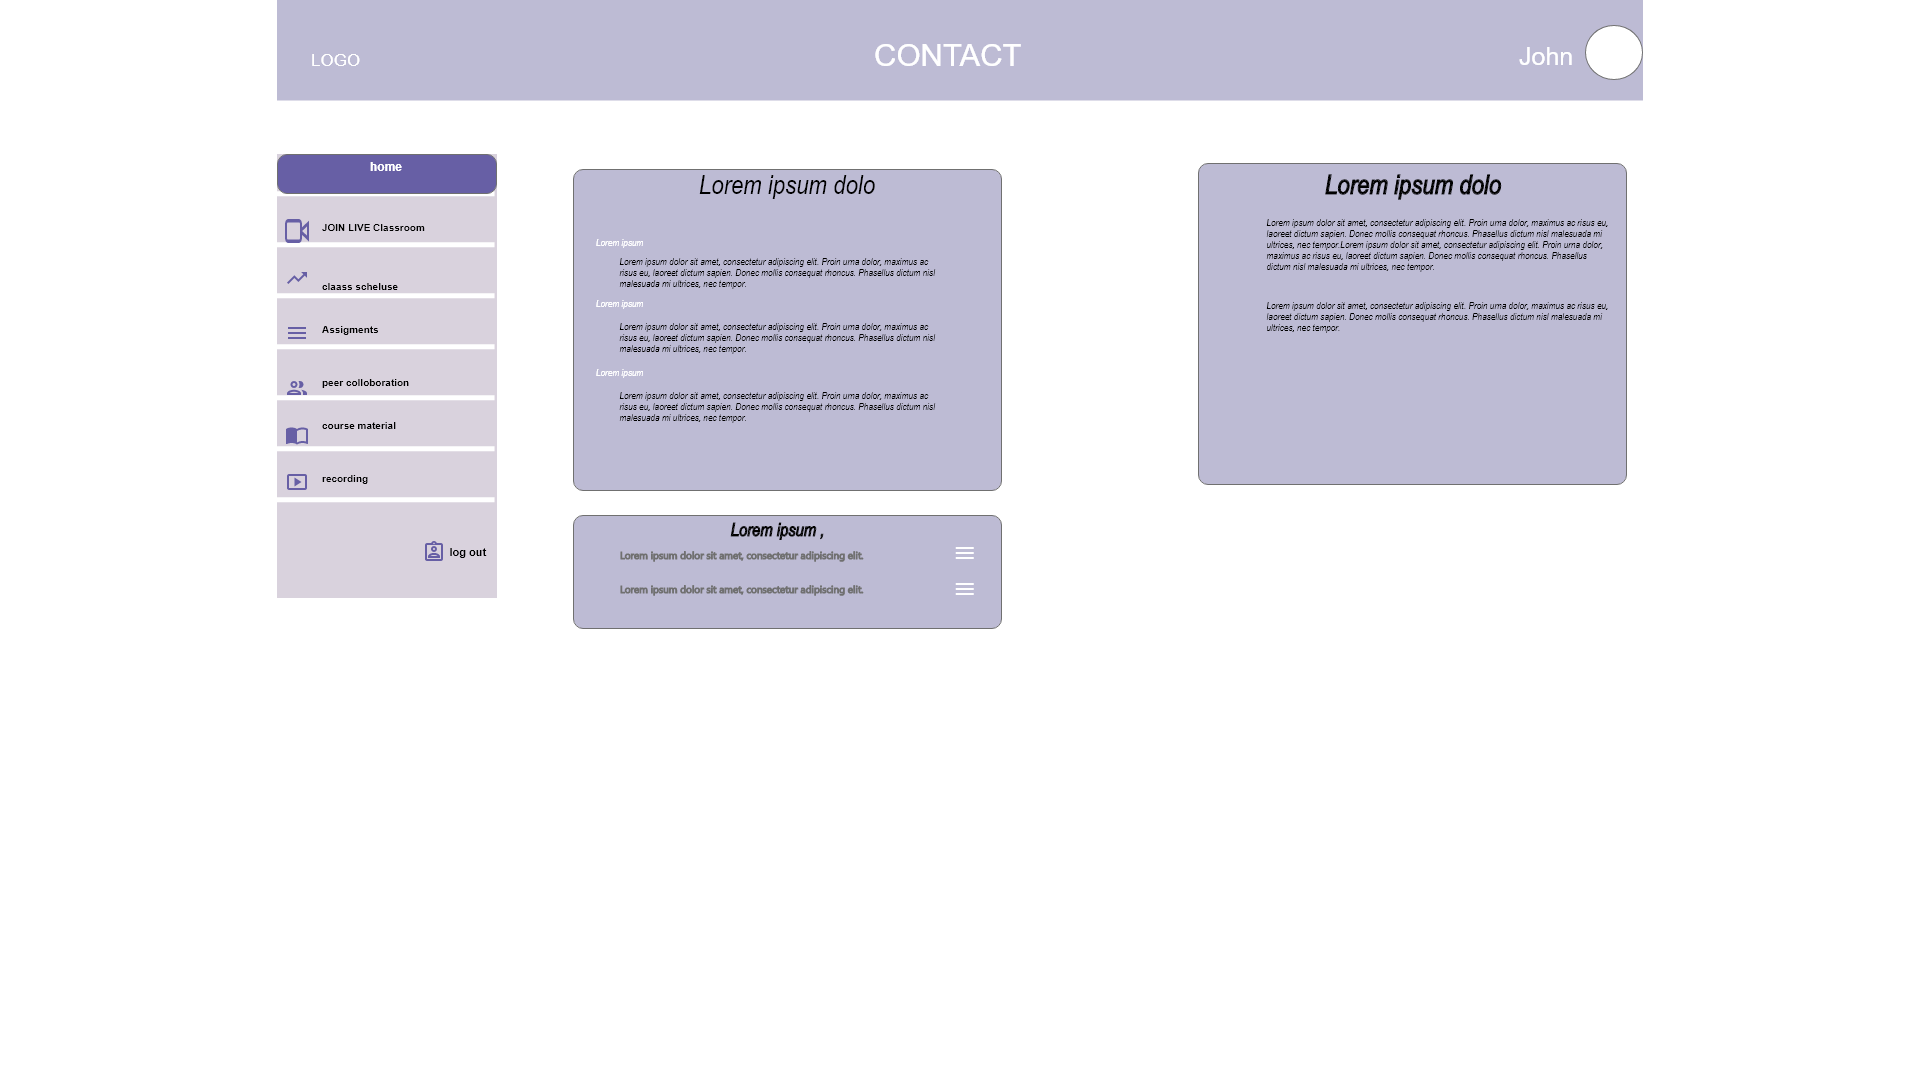 LOGO
CONTACT
John
home
JOIN LIVE Classroom
claass scheluse
Assigments
peer colloboration
course material
recording
log out
Lorem ipsum dolo
Lorem ipsum
Lorem ipsum dolor sit amet, consectetur adipiscing elit. Proin urna dolor, maximus ac
risus eu, laoreet dictum sapien. Donec mollis consequat rhoncus. Phasellus dictum nisl
malesuada mi ultrices, nec tempor.
Lorem ipsum
Lorem ipsum dolor sit amet, consectetur adipiscing elit. Proin urna dolor, maximus ac
risus eu, laoreet dictum sapien. Donec mollis consequat rhoncus. Phasellus dictum nisl
malesuada mi ultrices, nec tempor.
Lorem ipsum
Lorem ipsum dolor sit amet, consectetur adipiscing elit. Proin urna dolor, maximus ac
risus eu, laoreet dictum sapien. Donec mollis consequat rhoncus. Phasellus dictum nisl
malesuada mi ultrices, nec tempor.
Lorem ipsum ,
Lorem ipsum dolor sit amet, consectetur adipiscing elit.
Lorem ipsum dolor sit amet, consectetur adipiscing elit.
Lorem ipsum dolo
Lorem ipsum dolor sit amet, consectetur adipiscing elit. Proin urna dolor, maximus ac risus eu,
laoreet dictum sapien. Donec mollis consequat rhoncus. Phasellus dictum nisl malesuada mi
ultrices, nec tempor.Lorem ipsum dolor sit amet, consectetur adipiscing elit. Proin urna dolor,
maximus ac risus eu, laoreet dictum sapien. Donec mollis consequat rhoncus. Phasellus
dictum nisl malesuada mi ultrices, nec tempor.
Lorem ipsum dolor sit amet, consectetur adipiscing elit. Proin urna dolor, maximus ac risus eu,
laoreet dictum sapien. Donec mollis consequat rhoncus. Phasellus dictum nisl malesuada mi
ultrices, nec tempor.